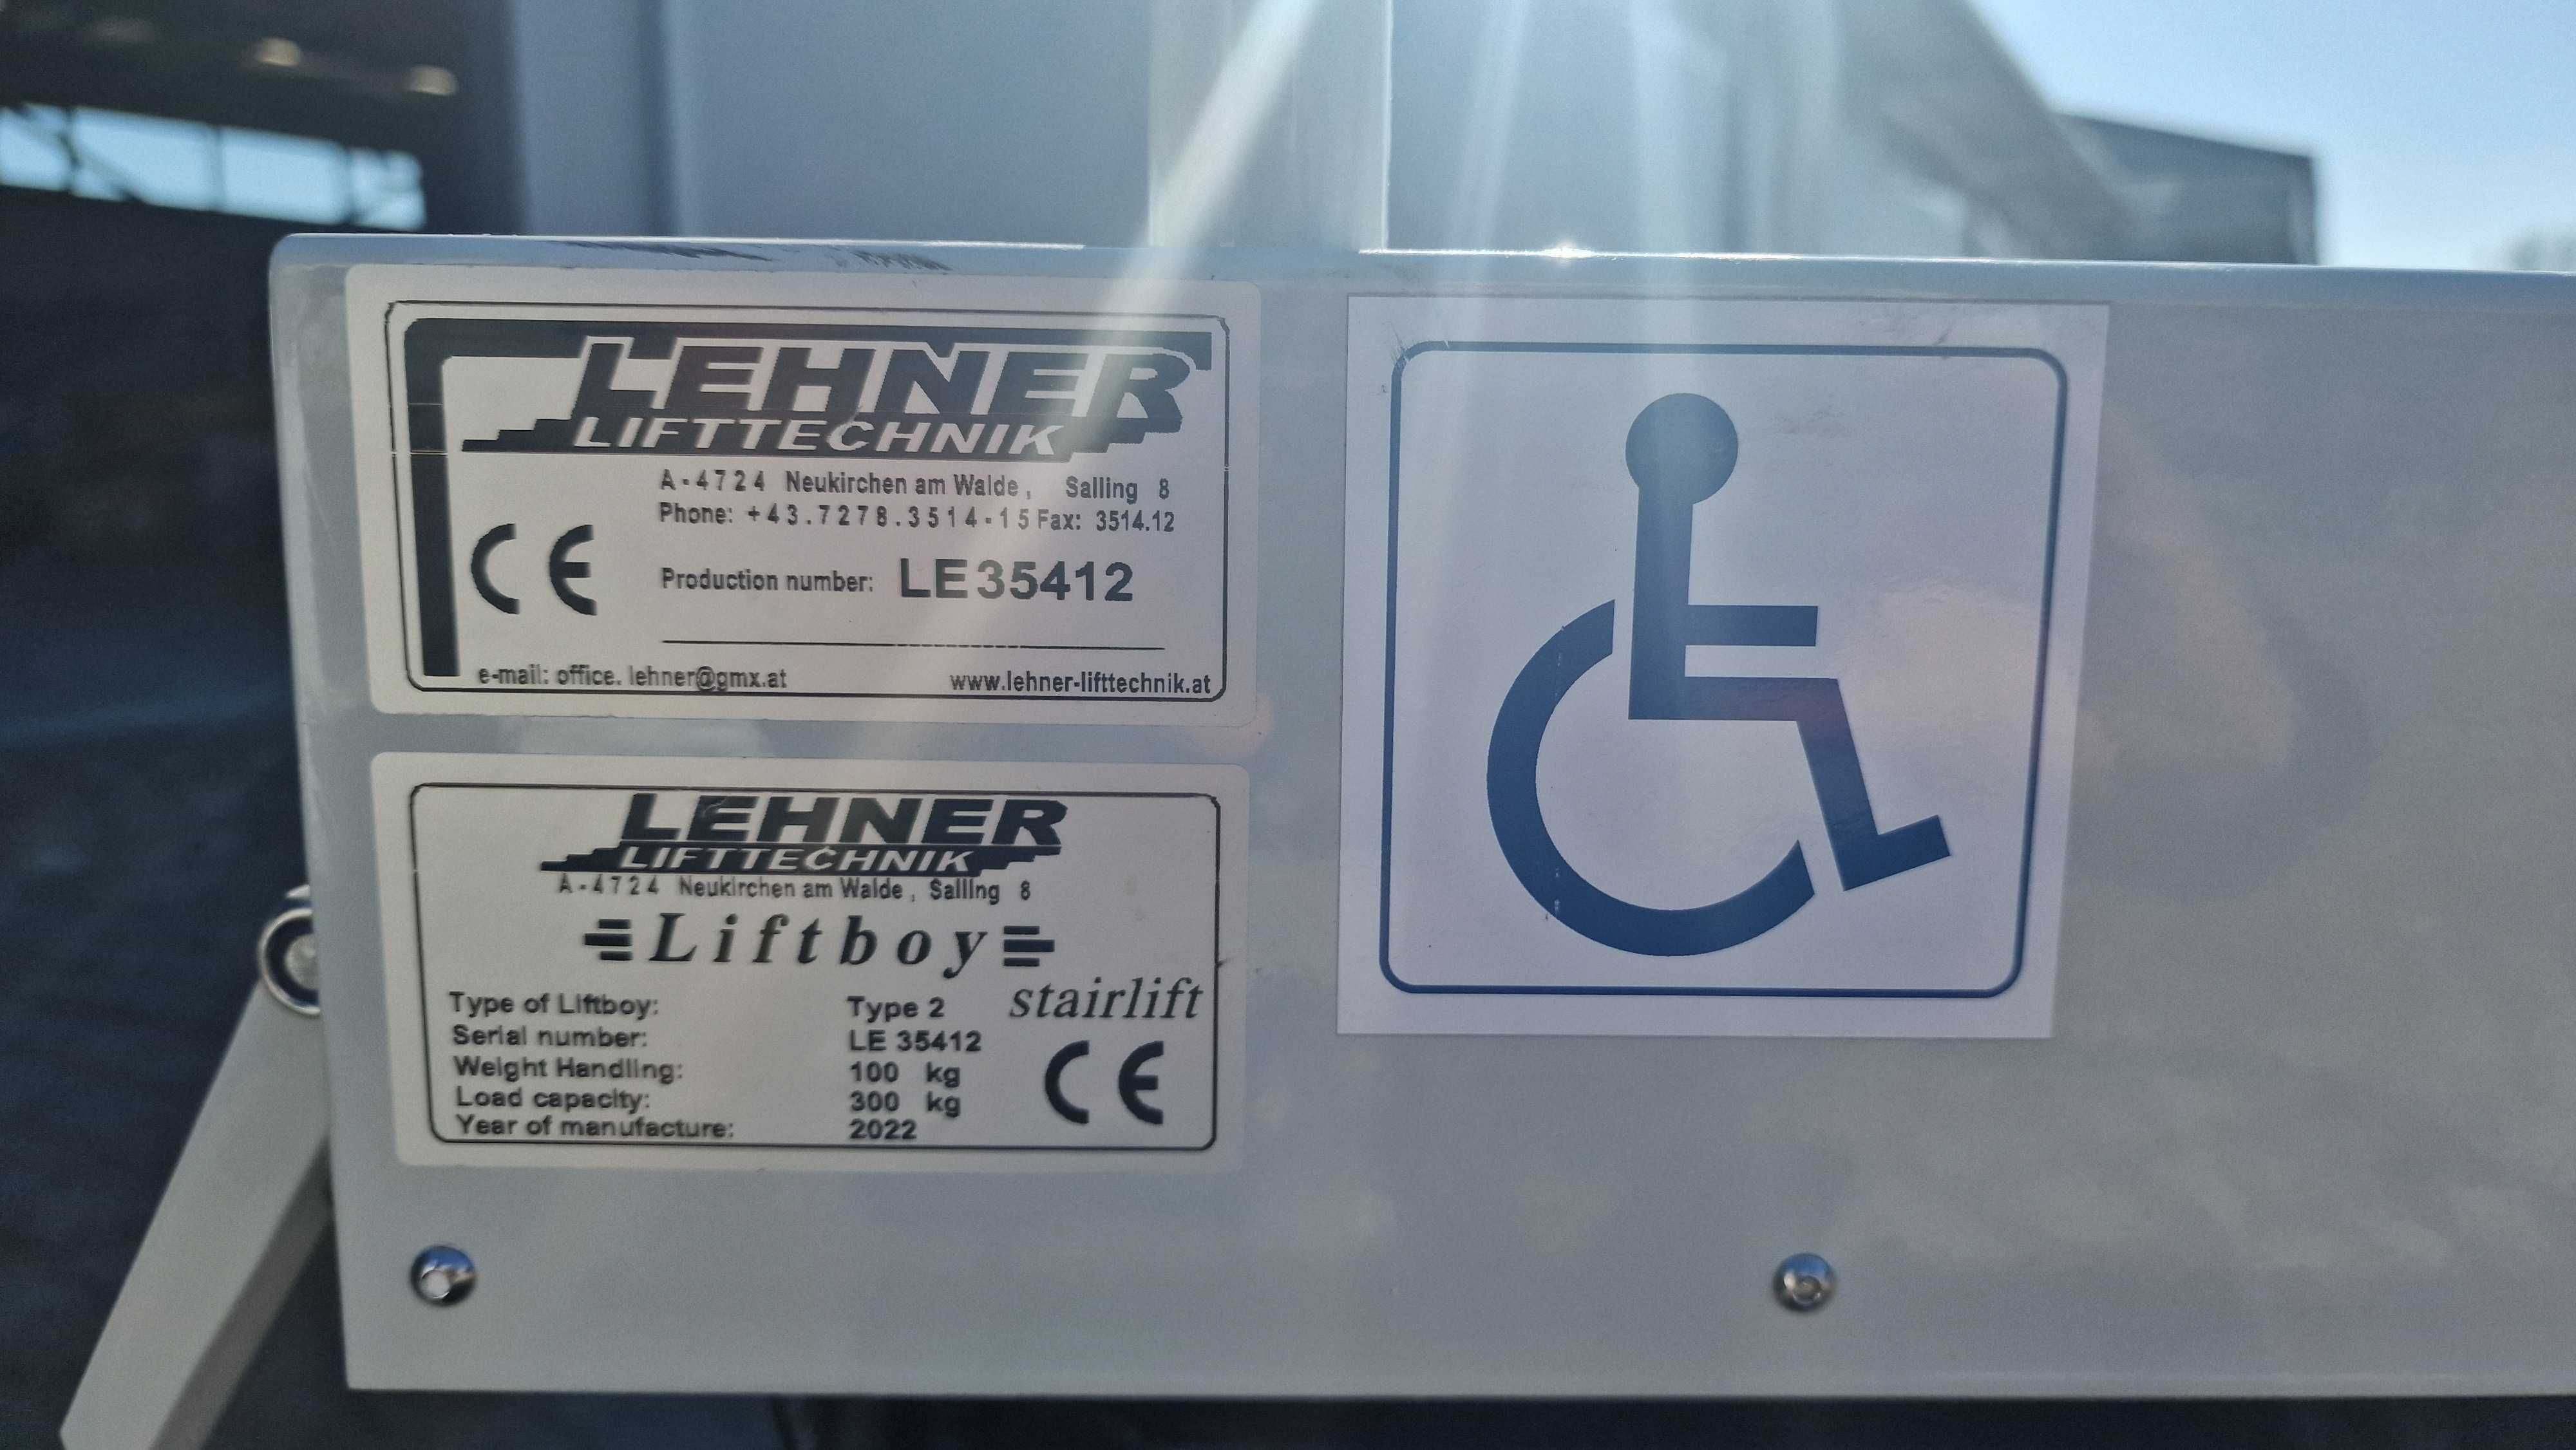 LEHNER
LIFTTECHNIK
A-4724 Neukirchen am Walde, Salling 8
Phone: +43.7278.3514-15 Fax: 3514.12
CE
Production number: LE35412
e-mail: office. lehner@gmx.at www.lehner-lifttechnik.at
LEHNER
LIFTTECHNIK
A-4724 Neukirchen am Walde, Salling 8
Liftboy
stairlift
Type of Liftboy: Type 2
Serial number: LE 35412
Weight Handling: 100 kg
Load capacity: 300 kg
Year of manufacture: 2022
CE